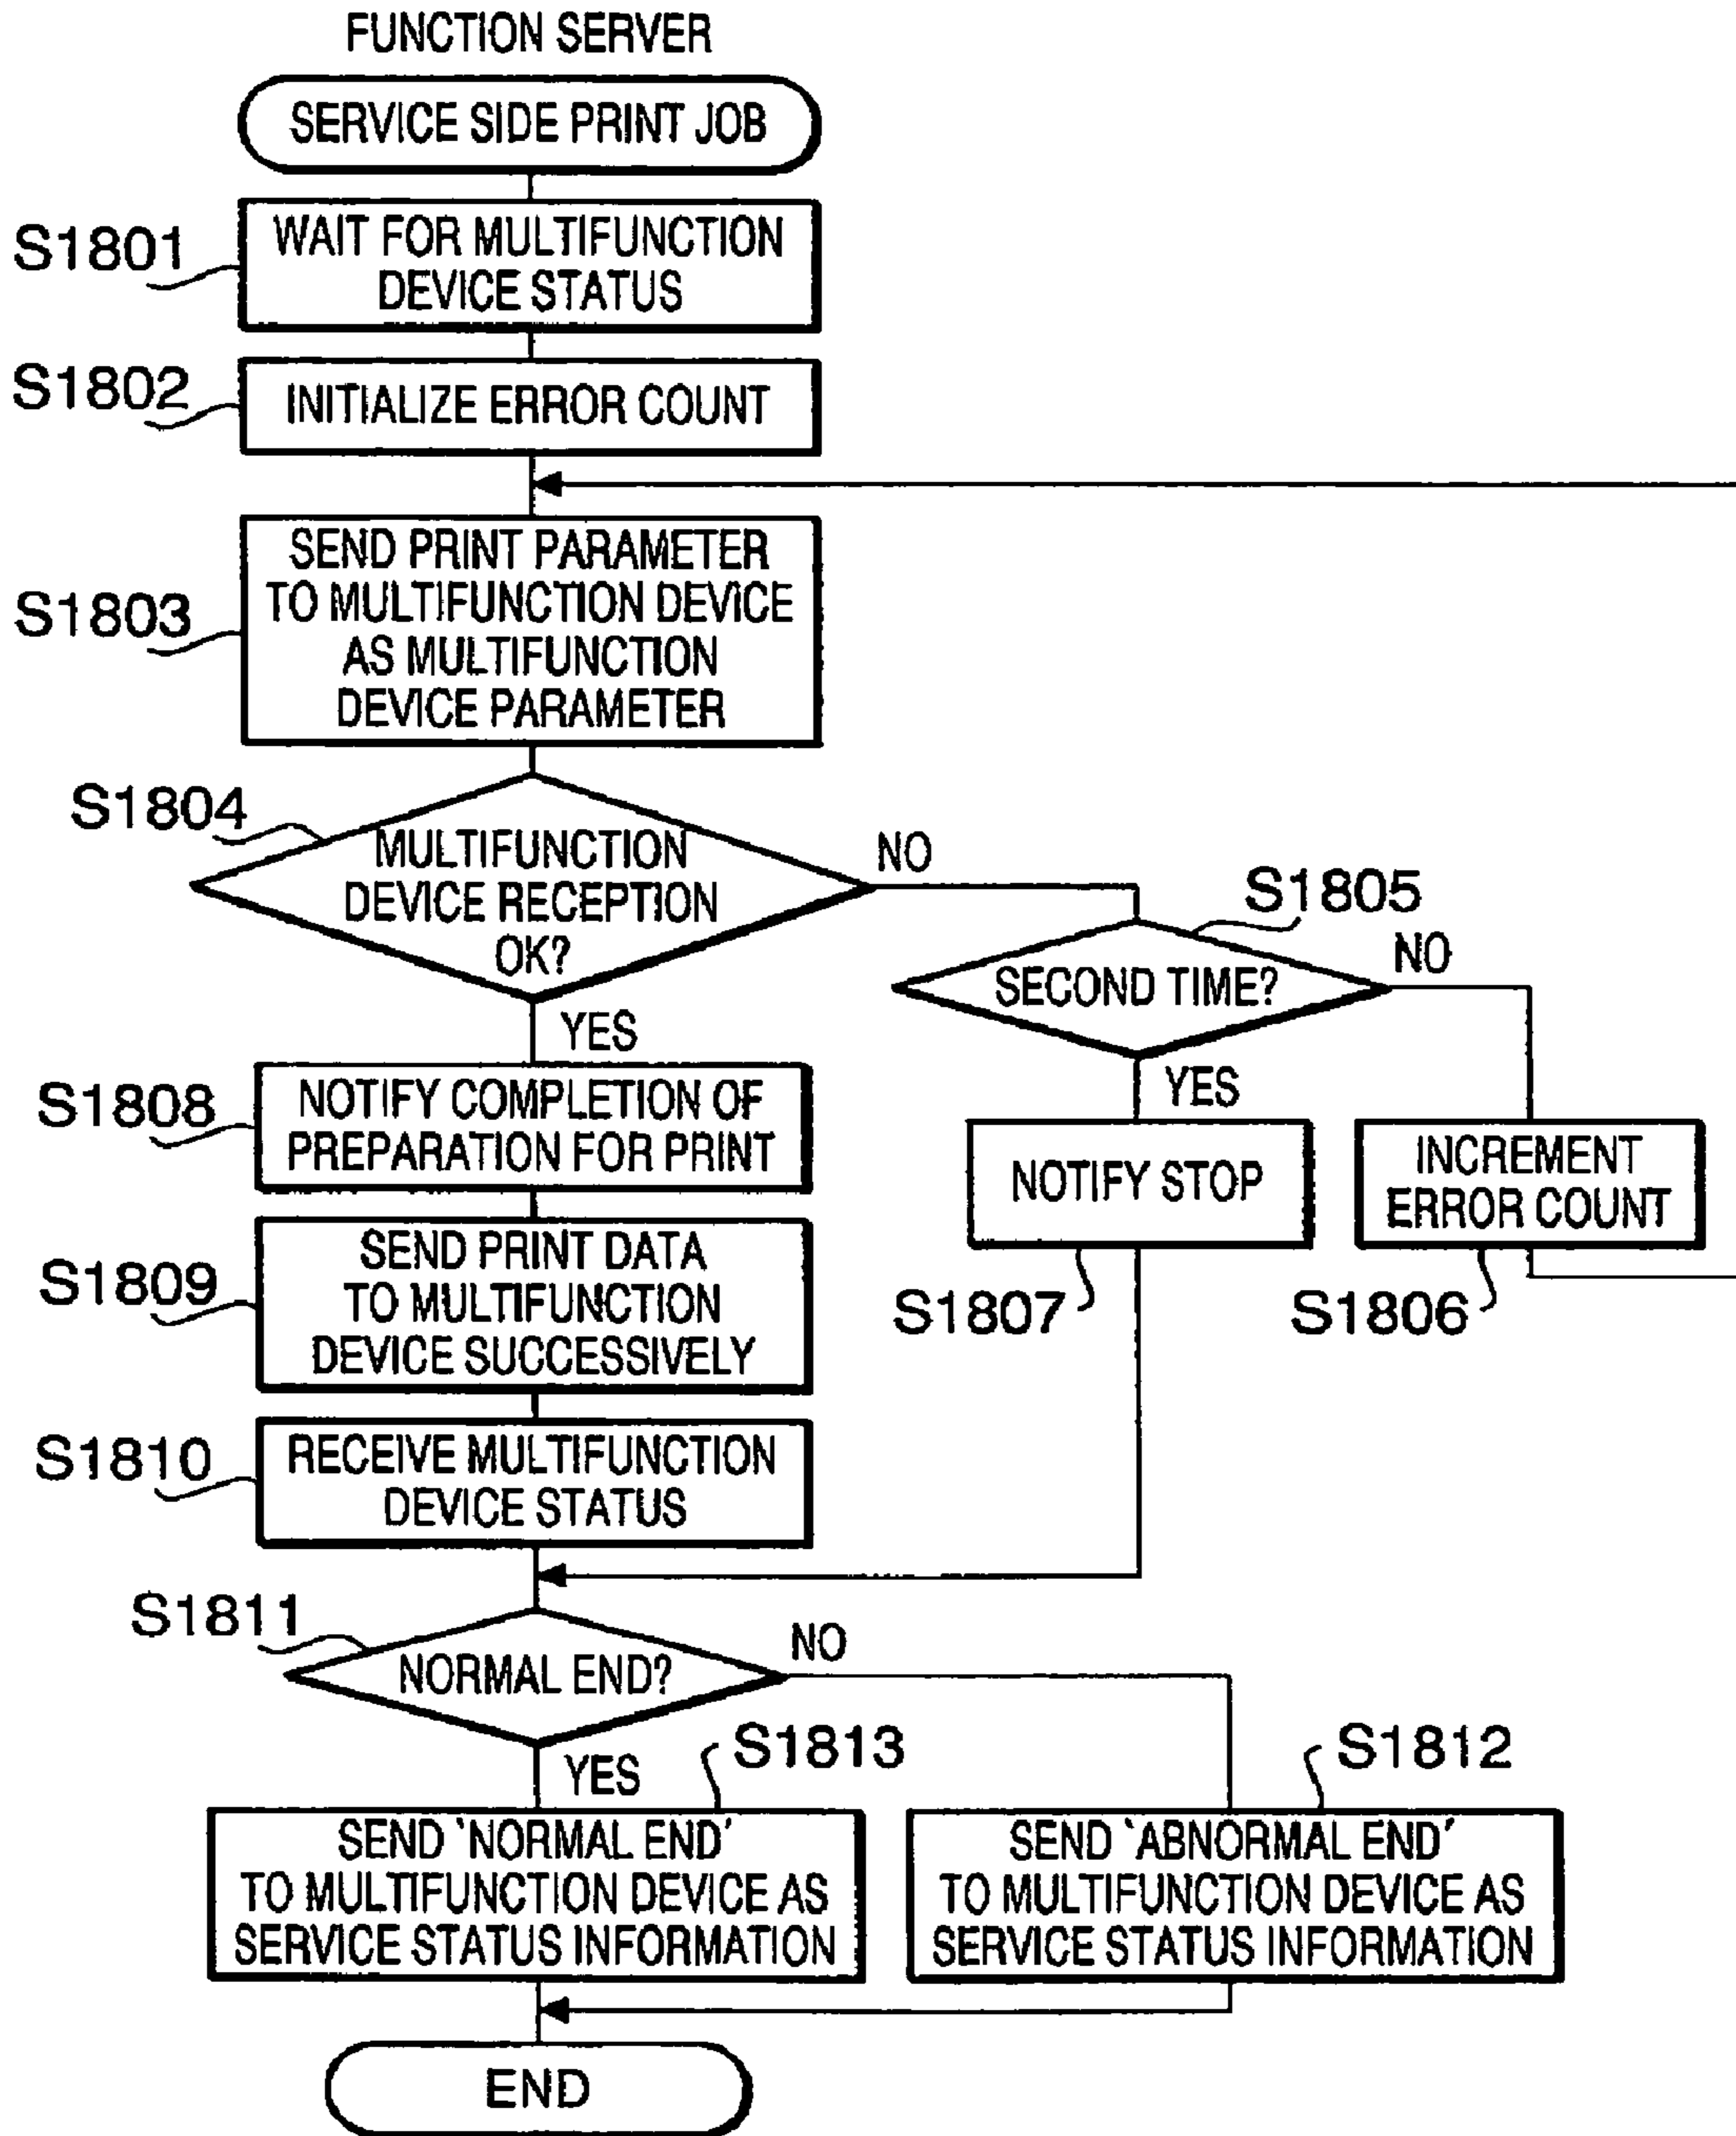 FUNCTION SERVER
SERVICE SIDE PRINT JOB
S1801
WAIT FOR MULTIFUNCTION
DEVICE STATUS
S1802
INITIALIZE ERROR COUNT
S1803
SEND PRINT PARAMETER
TO MULTIFUNCTION DEVICE
AS MULTIFUNCTION
DEVICE PARAMETER
S1804
MULTIFUNCTION
DEVICE RECEPTION
OK?
NO
YES
S1805
SECOND TIME?
NO
YES
S1808
NOTIFY COMPLETION OF
PREPARATION FOR PRINT
NOTIFY STOP
S1807
INCREMENT
ERROR COUNT
S1806
S1809
SEND PRINT DATA
TO MULTIFUNCTION
DEVICE SUCCESSIVELY
S1810
RECEIVE MULTIFUNCTION
DEVICE STATUS
S1811
NORMAL END?
NO
YES
S1813
SEND 'NORMAL END'
TO MULTIFUNCTION DEVICE AS
SERVICE STATUS INFORMATION
S1812
SEND 'ABNORMAL END'
TO MULTIFUNCTION DEVICE AS
SERVICE STATUS INFORMATION
END